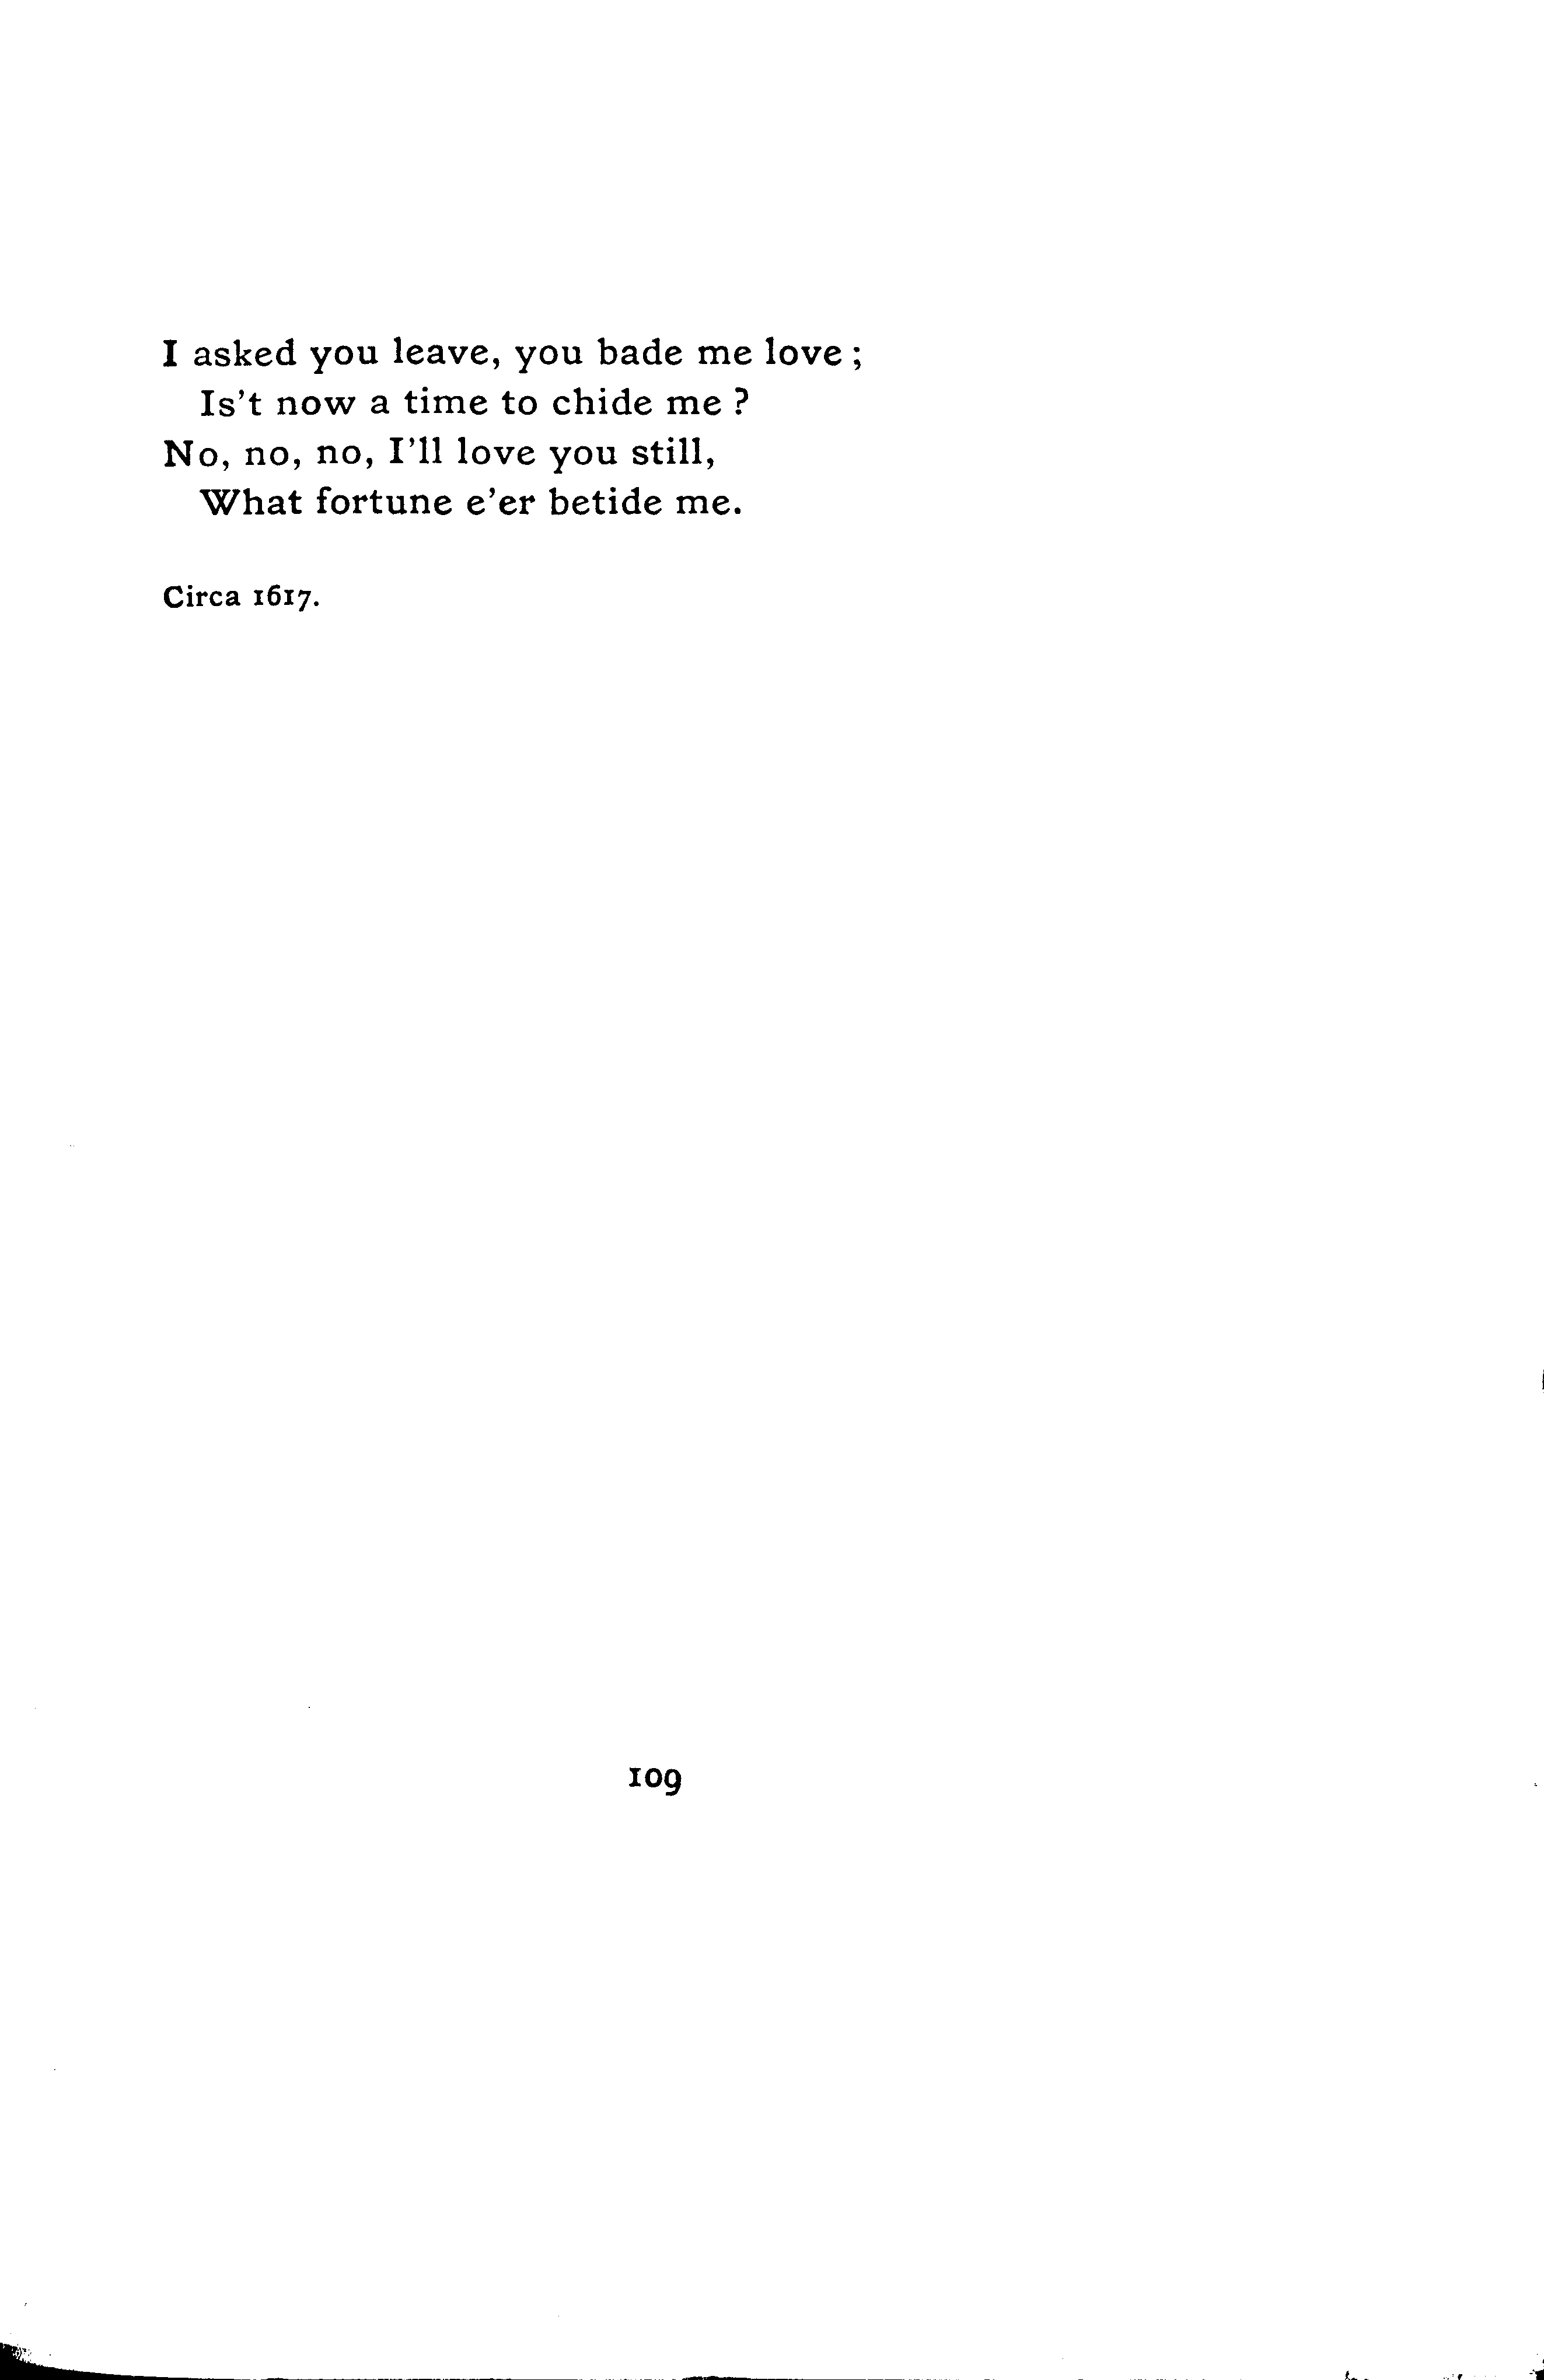 I asked you leave, you bade me love ;
Is't now a time to chide me ?
No, no, no, I'll love you still,
What fortune e'er betide me.
Circa 1617.
109